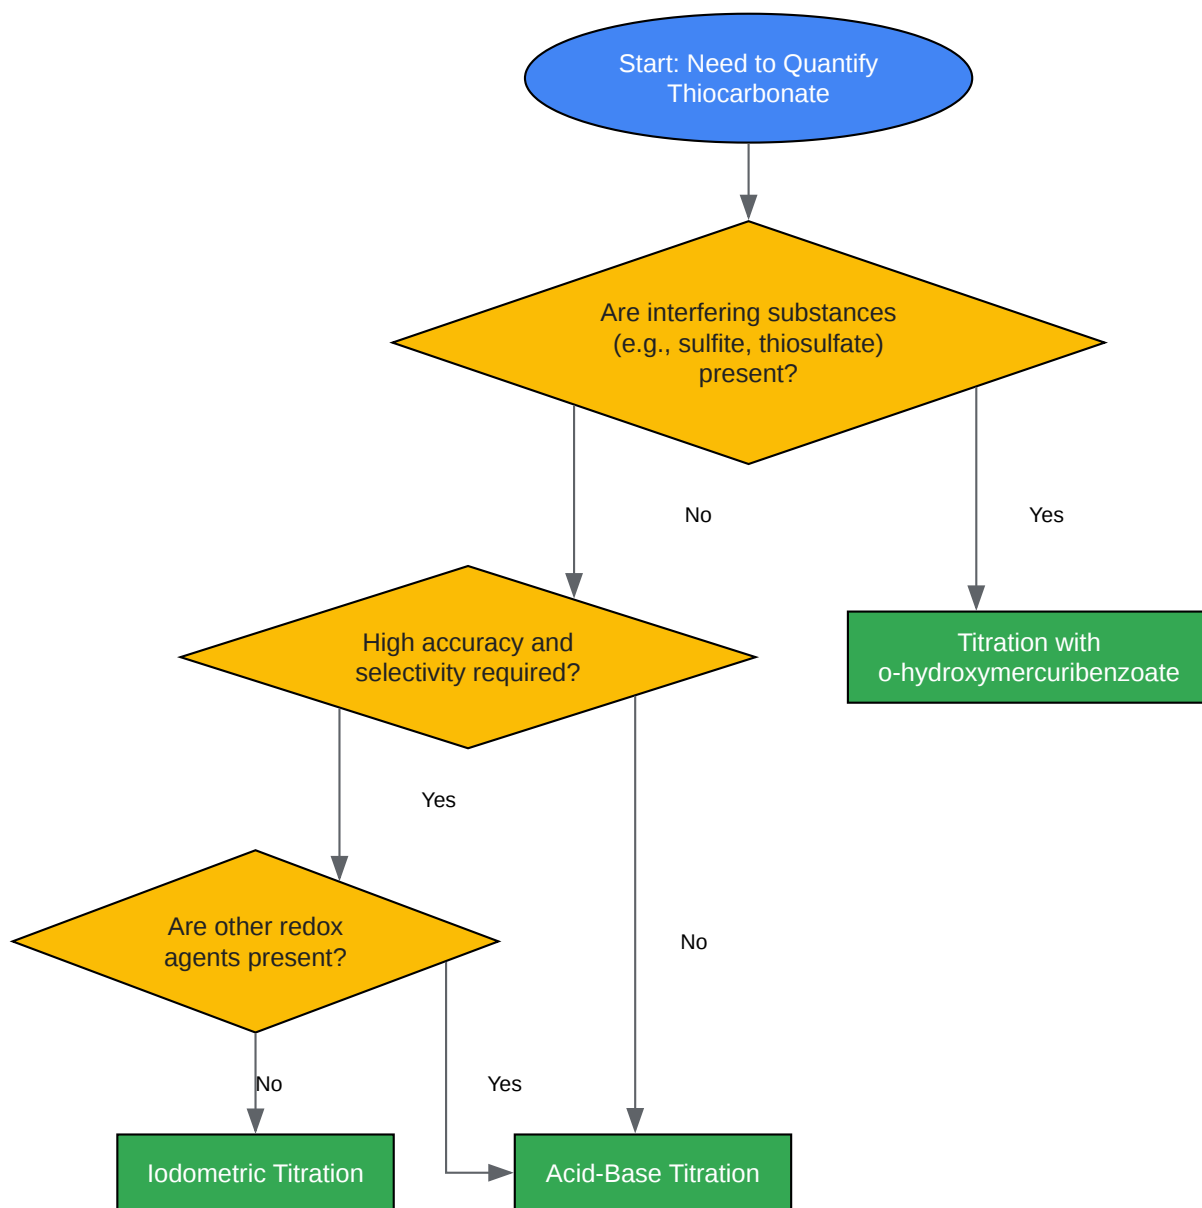 Start: Need to Quantify
Thiocarbonate
Are interfering substances
(e.g., sulfite, thiosulfate)
present?
No
Yes
High accuracy and
selectivity required?
Titration with
o-hydroxymercuribenzoate
Yes
Are other redox
agents present?
No
No
Yes
Iodometric Titration
Acid-Base Titration